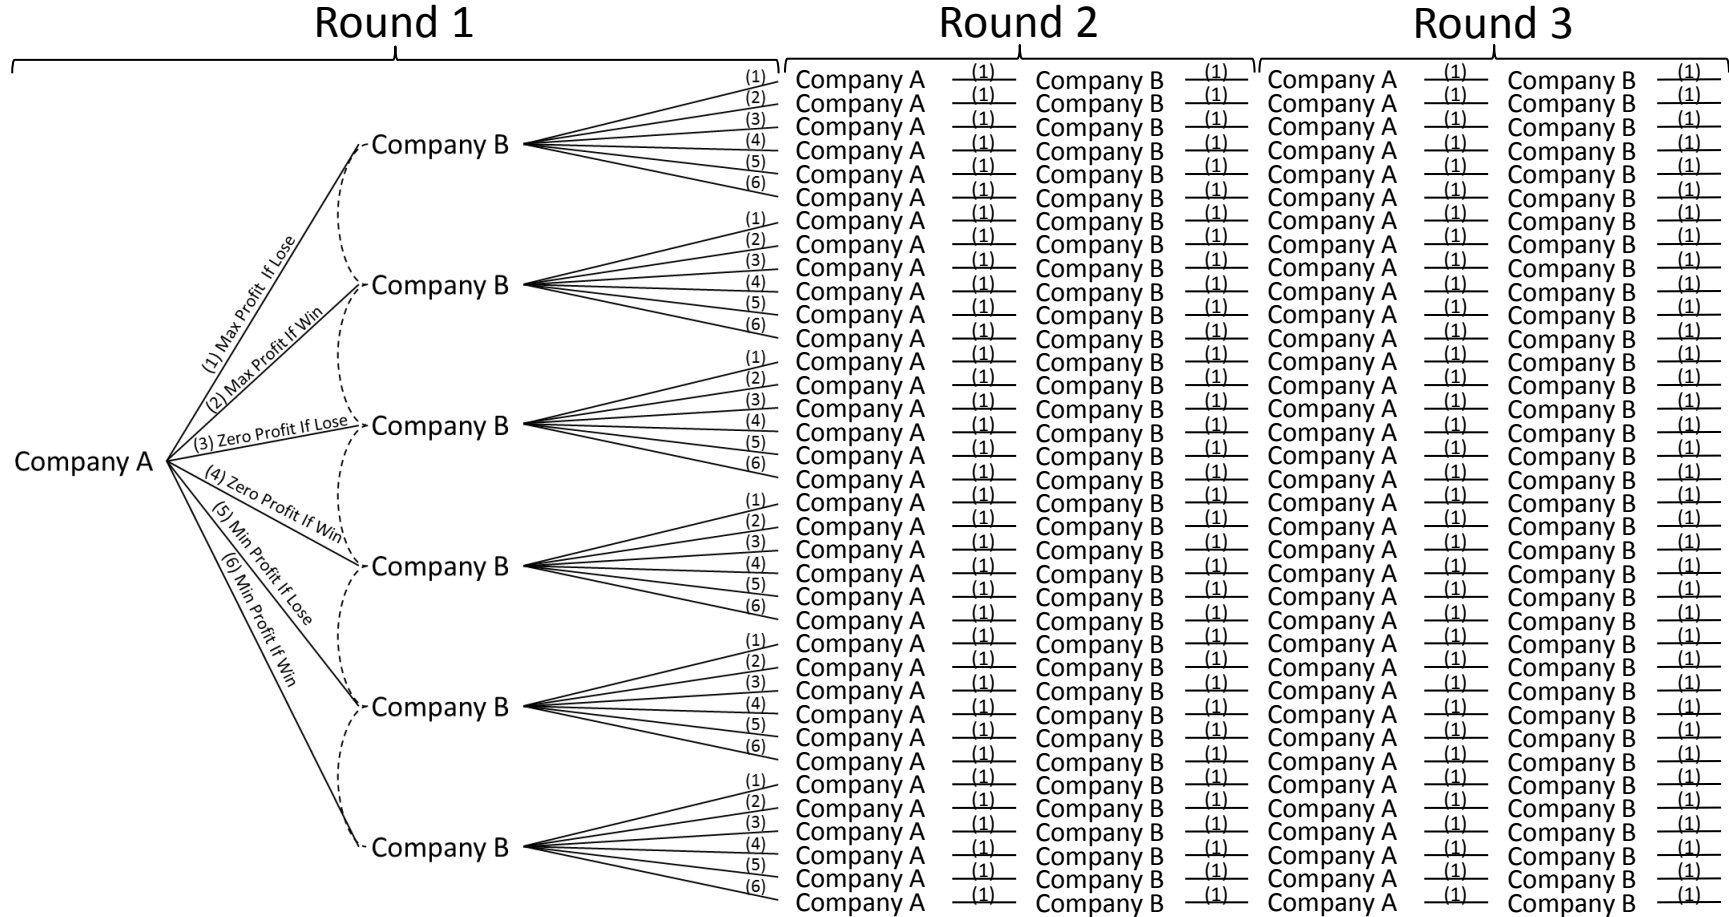 Round 1
Round 2
Round 3
Company A
(1) Max Profit If Lose
(2) Max Profit If Win
(3) Zero Profit If Lose
(4) Zero Profit If Win
(5) Min Profit If Lose
(6) Min Profit If Win
Company B
(1) Company A (1) Company B (1) Company A (1) Company B (1)
(2) Company A (1) Company B (1) Company A (1) Company B (1)
(3) Company A (1) Company B (1) Company A (1) Company B (1)
(4) Company A (1) Company B (1) Company A (1) Company B (1)
(5) Company A (1) Company B (1) Company A (1) Company B (1)
(6) Company A (1) Company B (1) Company A (1) Company B (1)
Company B
(1) Company A (1) Company B (1) Company A (1) Company B (1)
(2) Company A (1) Company B (1) Company A (1) Company B (1)
(3) Company A (1) Company B (1) Company A (1) Company B (1)
(4) Company A (1) Company B (1) Company A (1) Company B (1)
(5) Company A (1) Company B (1) Company A (1) Company B (1)
(6) Company A (1) Company B (1) Company A (1) Company B (1)
Company B
(1) Company A (1) Company B (1) Company A (1) Company B (1)
(2) Company A (1) Company B (1) Company A (1) Company B (1)
(3) Company A (1) Company B (1) Company A (1) Company B (1)
(4) Company A (1) Company B (1) Company A (1) Company B (1)
(5) Company A (1) Company B (1) Company A (1) Company B (1)
(6) Company A (1) Company B (1) Company A (1) Company B (1)
Company B
(1) Company A (1) Company B (1) Company A (1) Company B (1)
(2) Company A (1) Company B (1) Company A (1) Company B (1)
(3) Company A (1) Company B (1) Company A (1) Company B (1)
(4) Company A (1) Company B (1) Company A (1) Company B (1)
(5) Company A (1) Company B (1) Company A (1) Company B (1)
(6) Company A (1) Company B (1) Company A (1) Company B (1)
Company B
(1) Company A (1) Company B (1) Company A (1) Company B (1)
(2) Company A (1) Company B (1) Company A (1) Company B (1)
(3) Company A (1) Company B (1) Company A (1) Company B (1)
(4) Company A (1) Company B (1) Company A (1) Company B (1)
(5) Company A (1) Company B (1) Company A (1) Company B (1)
(6) Company A (1) Company B (1) Company A (1) Company B (1)
Company B
(1) Company A (1) Company B (1) Company A (1) Company B (1)
(2) Company A (1) Company B (1) Company A (1) Company B (1)
(3) Company A (1) Company B (1) Company A (1) Company B (1)
(4) Company A (1) Company B (1) Company A (1) Company B (1)
(5) Company A (1) Company B (1) Company A (1) Company B (1)
(6) Company A (1) Company B (1) Company A (1) Company B (1)